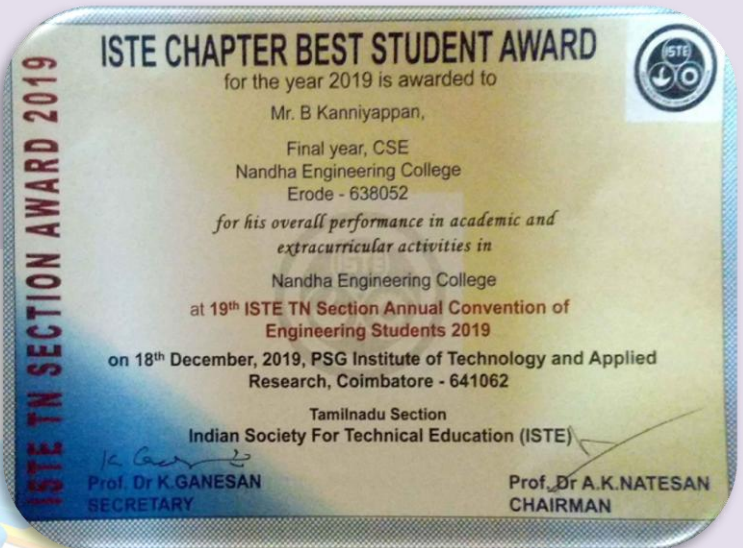 ISTE TN SECTION AWARD 2019
ISTE CHAPTER BEST STUDENT AWARD
ISTE
for the year 2019 is awarded to
Mr. B Kanniyappan,
Final year, CSE
Nandha Engineering College
Erode - 638052
for his overall performance in academic and
extracurricular activities in
ISTE
Nandha Engineering College
at 19th ISTE TN Section Annual Convention of
Engineering Students 2019
on 18th December, 2019, PSG Institute of Technology and Applied
Research, Coimbatore - 641062
Tamilnadu Section
Indian Society For Technical Education (ISTE)
Prof. Dr K.GANESAN
SECRETARY
Prof. Dr A.K.NATESAN
CHAIRMAN